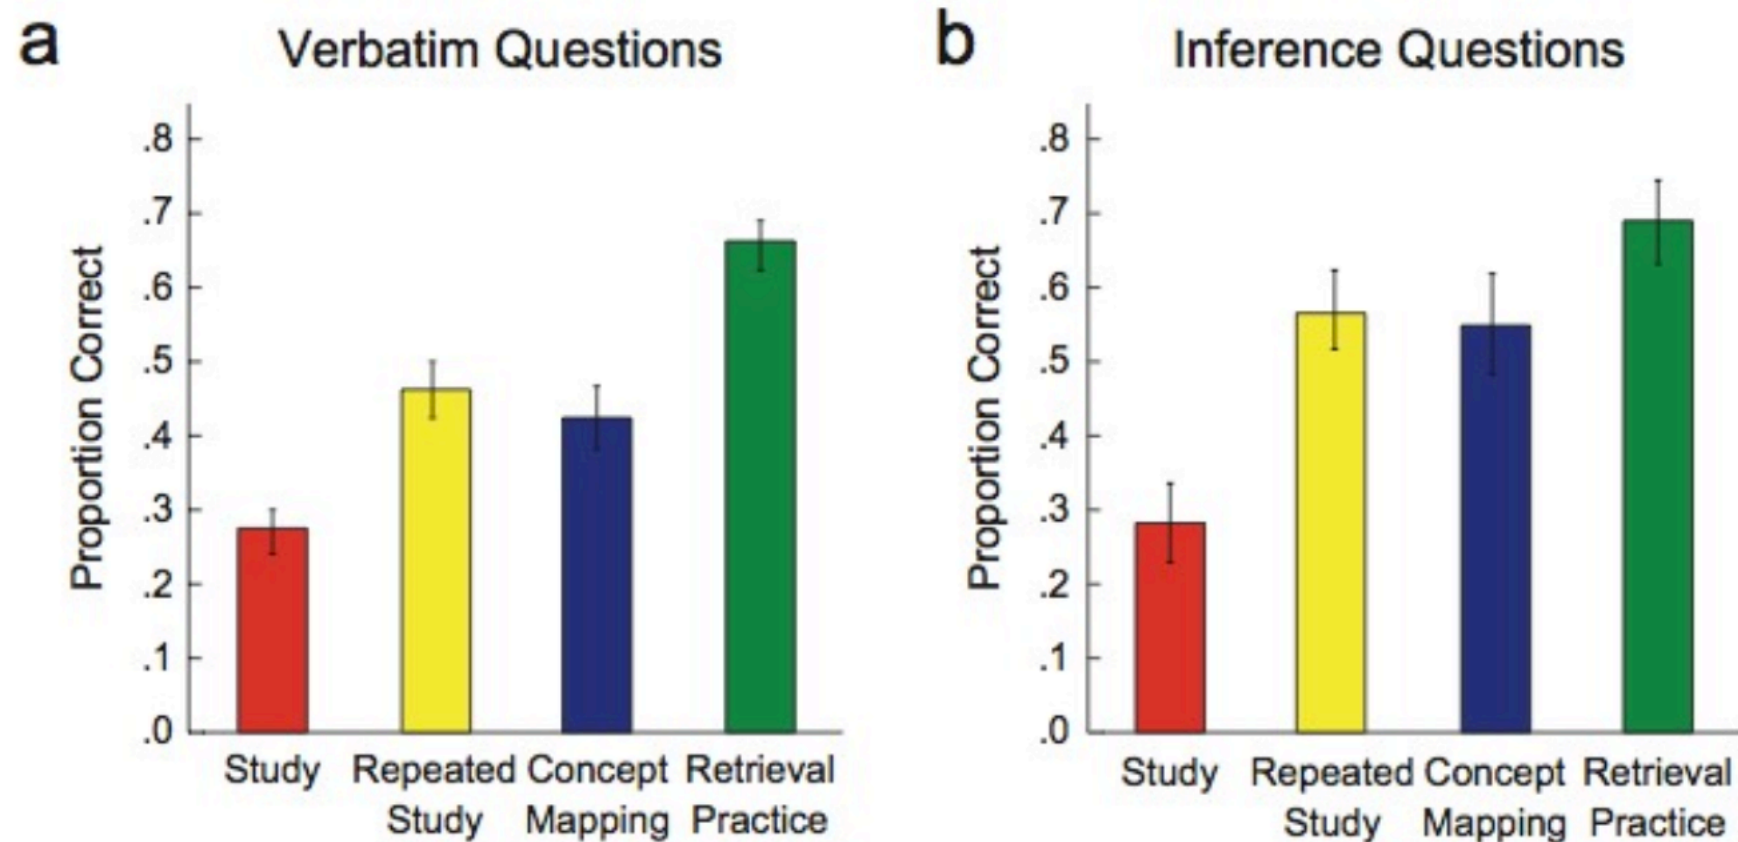 a Verbatim Questions
Proportion Correct
.8
.7
.6
.5
.4
.3
.2
.1
.0
Study Repeated Concept Retrieval
Study Mapping Practice
b Inference Questions
Proportion Correct
.8
.7
.6
.5
.4
.3
.2
.1
.0
Study Repeated Concept Retrieval
Study Mapping Practice